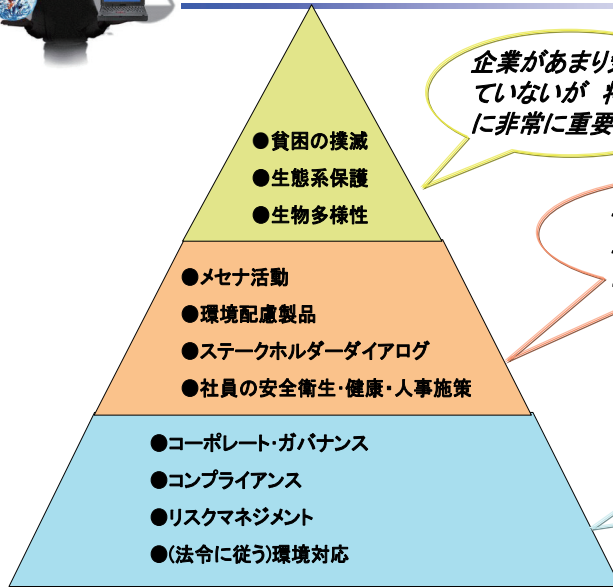 企業があまり
ていないが
に非常に重要
●貧困の撲滅
●生態系保護
●生物多様性
●メセナ活動
●環境配慮製品
●ステークホルダーダイアログ
●社員の安全衛生・健康・人事施策
●コーポレート・ガバナンス
●コンプライアンス
●リスクマネジメント
●(法令に従う)環境対応